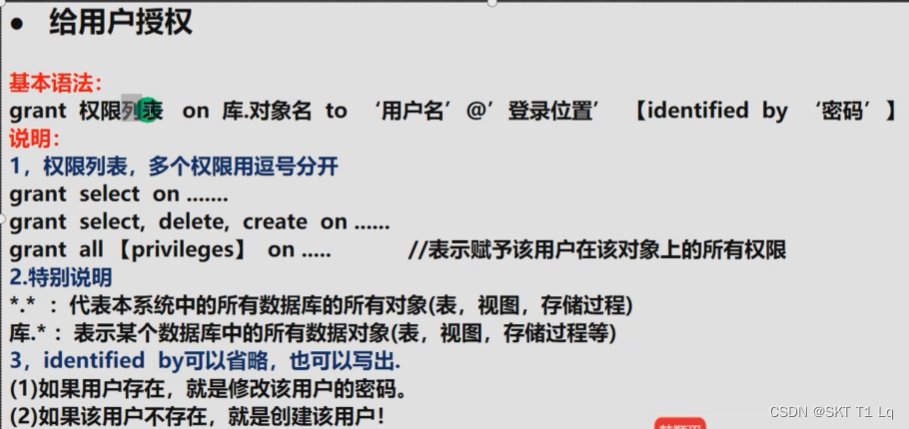 ● 给用户授权
基本语法：
grant 权限列表 on 库.对象名 to ‘用户名’@’登录位置’ 【identified by ‘密码’】
说明：
1，权限列表，多个权限用逗号分开
grant select on .......
grant select, delete, create on ......
grant all 【privileges】 on ..... //表示赋予该用户在该对象上的所有权限
2.特别说明
*.* ：代表本系统中的所有数据库的所有对象(表，视图，存储过程)
库.* ：表示某个数据库中的所有数据对象(表，视图，存储过程等)
3，identified by可以省略，也可以写出.
(1)如果用户存在，就是修改该用户的密码。
(2)如果该用户不存在，就是创建该用户！
CSDN @SKT T1 Lq